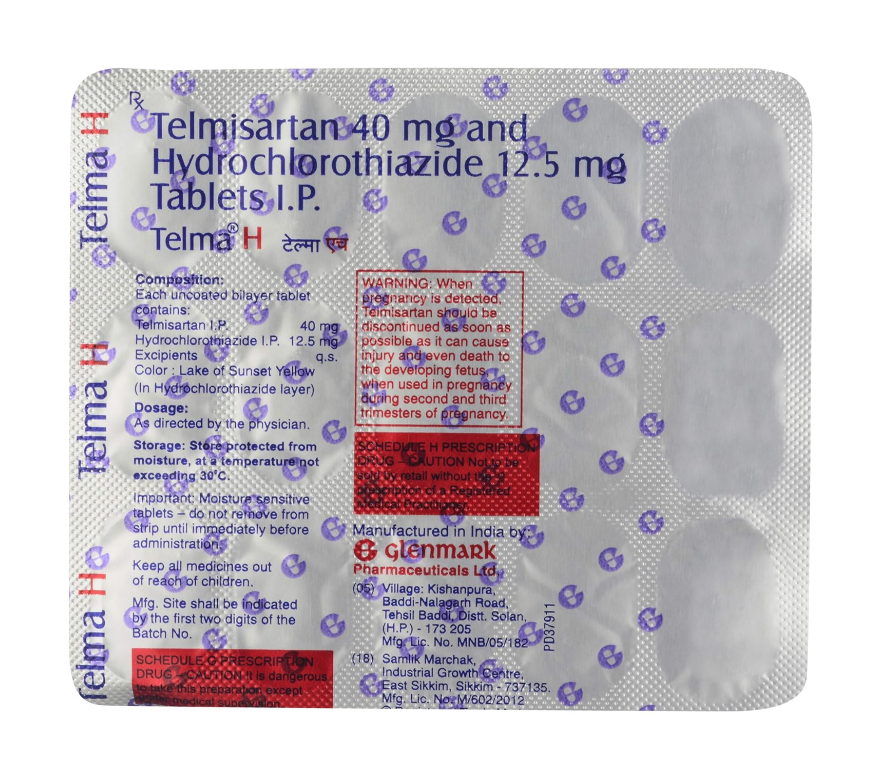 Rx
Telmisartan 40 mg and
Hydrochlorothiazide 12.5 mg
Tablets I.P.
Telma® H टेल्मा एच
Telma H
Telma H
Telma H
Composition:
Each uncoated bilayer tablet
contains:
Telmisartan I.P. 40 mg
Hydrochlorothiazide I.P. 12.5 mg
Excipients q.s.
Color : Lake of Sunset Yellow
(In Hydrochlorothiazide layer)
Dosage:
As directed by the physician.
Storage: Store protected from
moisture, at a temperature not
exceeding 30°C.
Important: Moisture sensitive
tablets – do not remove from
strip until immediately before
administration.
Keep all medicines out
of reach of children.
Mfg. Site shall be indicated
by the first two digits of the
Batch No.
SCHEDULE G PRESCRIPTION
DRUG - CAUTION It is dangerous
to take this preparation except
under medical supervision.
WARNING: When
pregnancy is detected,
Telmisartan should be
discontinued as soon as
possible as it can cause
injury and even death to
the developing fetus,
when used in pregnancy
during second and third
trimesters of pregnancy.
SCHEDULE H PRESCRIPTION
DRUG - CAUTION Not to be
sold by retail without the
prescription of a Registered
Medical Practitioner.
Manufactured in India by:
glenmark
Pharmaceuticals Ltd.
(05) Village: Kishanpura,
Baddi-Nalagarh Road,
Tehsil Baddi, Distt. Solan,
(H.P.) - 173 205
Mfg. Lic. No. MNB/05/182
(18) Samlik Marchak,
Industrial Growth Centre,
East Sikkim, Sikkim - 737135.
Mfg. Lic. No. M/602/2012
PD37911